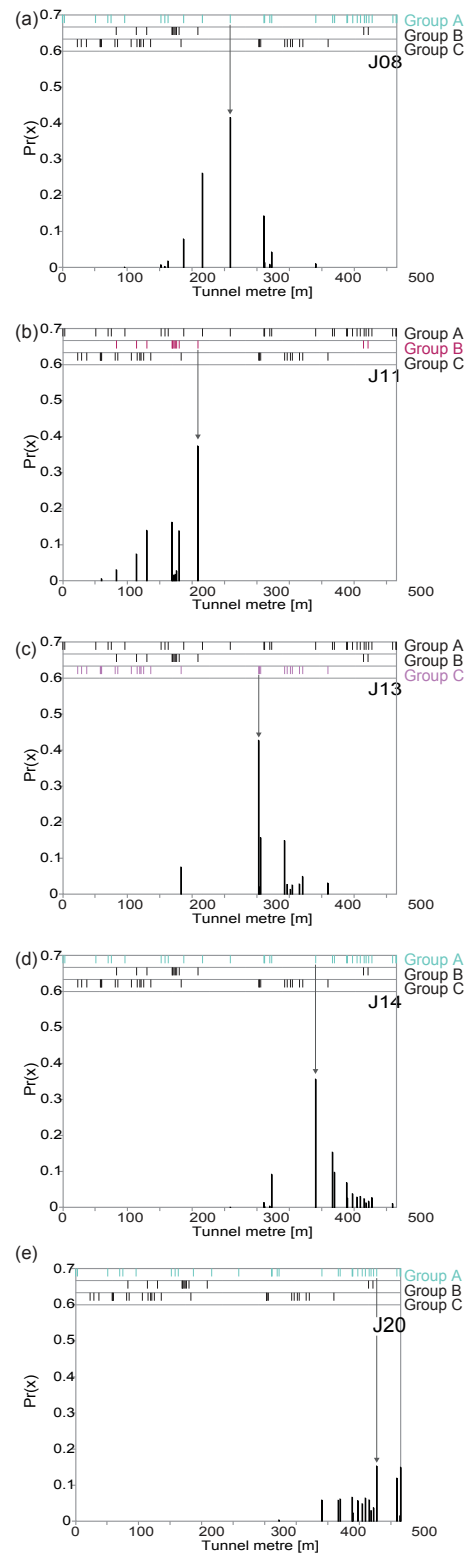 (a)
0.7
Group A
Group B
0.6
Group C
J08
0.5
0.4
Pr(x)
0.3
0.2
0.1
0
0 100 200 300 400 500
Tunnel metre [m]
(b)
0.7
Group A
Group B
0.6
Group C
J11
0.5
0.4
Pr(x)
0.3
0.2
0.1
0
0 100 200 300 400 500
Tunnel metre [m]
(c)
0.7
Group A
Group B
0.6
Group C
J13
0.5
0.4
Pr(x)
0.3
0.2
0.1
0
0 100 200 300 400 500
Tunnel metre [m]
(d)
0.7
Group A
Group B
0.6
Group C
J14
0.5
0.4
Pr(x)
0.3
0.2
0.1
0
0 100 200 300 400 500
Tunnel metre [m]
(e)
0.7
Group A
Group B
0.6
Group C
J20
0.5
0.4
Pr(x)
0.3
0.2
0.1
0
0 100 200 300 400 500
Tunnel metre [m]